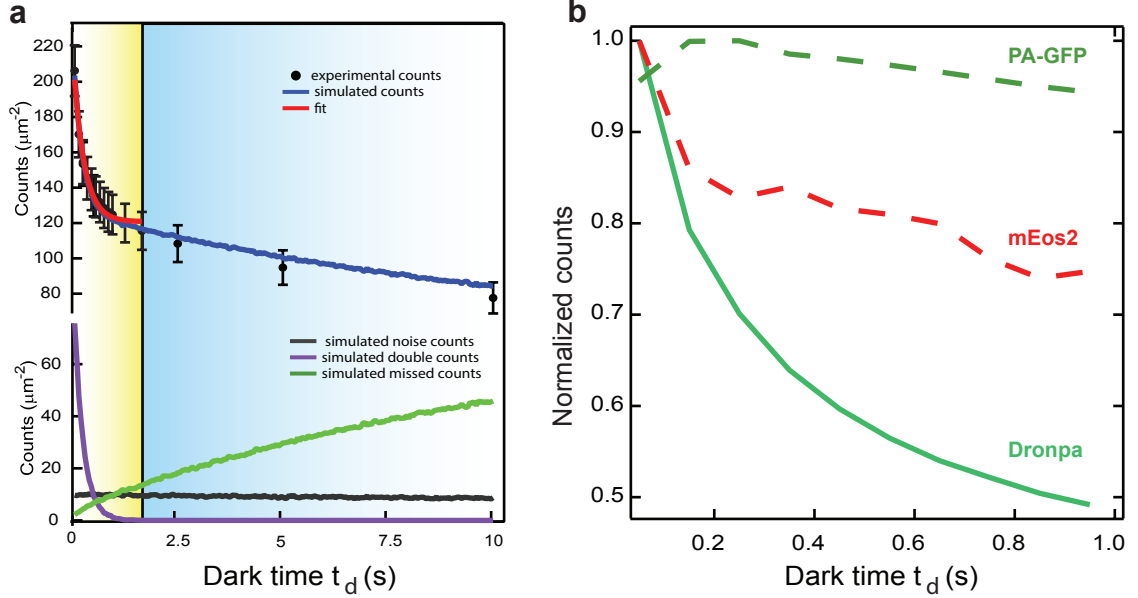 a
220
200
180
160
140
120
100
80
Counts (μm-2)
experimental counts
simulated counts
fit
60
40
20
0
Counts (μm-2)
simulated noise counts
simulated double counts
simulated missed counts
0 2.5 5 10
Dark time t_d (s)
b
1.0
0.9
0.8
0.7
0.6
0.5
Normalized counts
PA-GFP
mEos2
Dronpa
0.2 0.4 0.6 0.8 1.0
Dark time t_d (s)